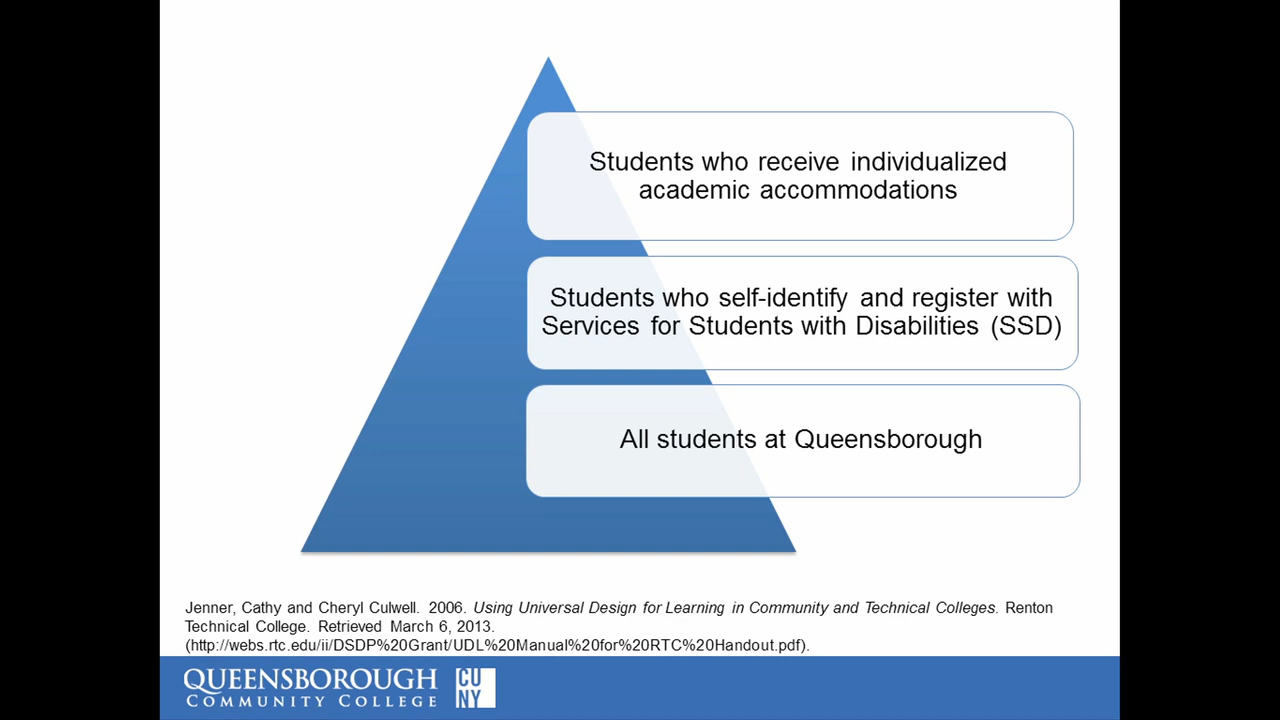 Students who receive individualized
academic accommodations
Students who self-identify and register with
Services for Students with Disabilities (SSD)
All students at Queensborough
Jenner, Cathy and Cheryl Culwell. 2006. Using Universal Design for Learning in Community and Technical Colleges. Renton
Technical College. Retrieved March 6, 2013.
(http://webs.rtc.edu/ii/DSDP%20Grant/UDL%20Manual%20for%20RTC%20Handout.pdf).
QUEENSBOROUGH
COMMUNITY COLLEGE
CU
NY